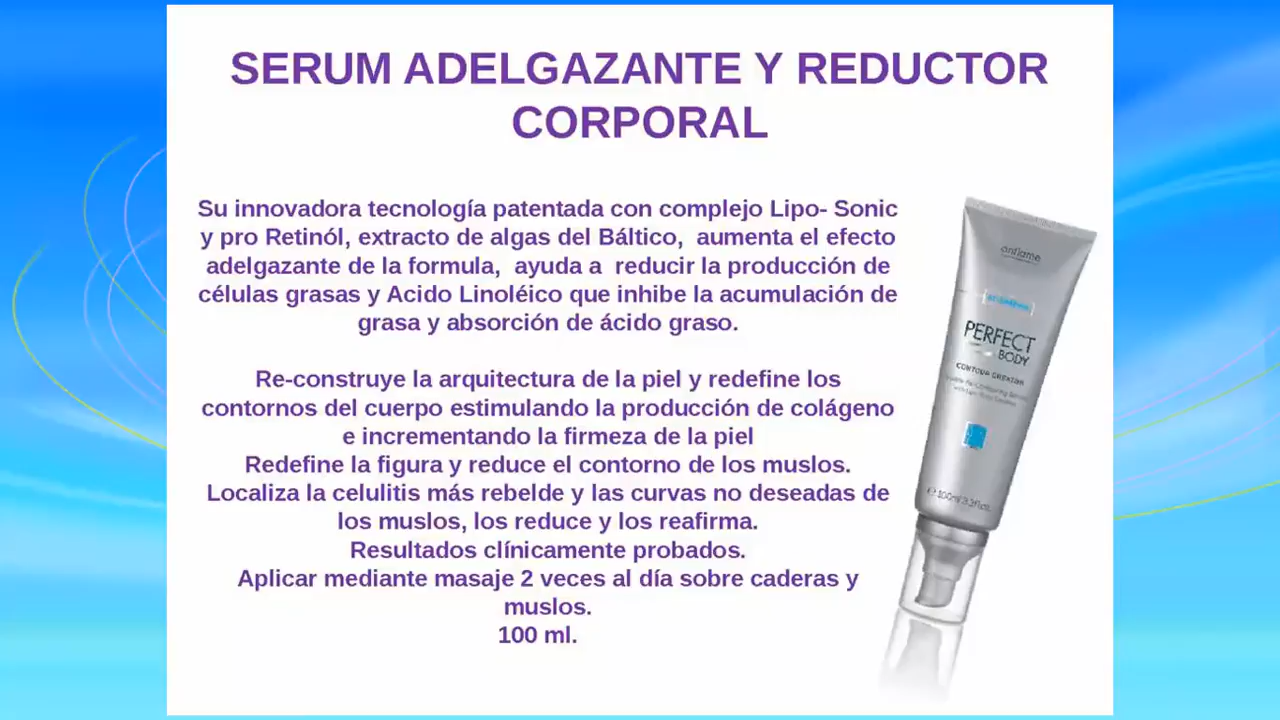 SERUM ADELGAZANTE Y REDUCTOR
CORPORAL
Su innovadora tecnología patentada con complejo Lipo- Sonic
y pro Retinól, extracto de algas del Báltico,  aumenta el efecto
adelgazante de la formula,  ayuda a  reducir la producción de
células grasas y Acido Linoléico que inhibe la acumulación de
grasa y absorción de ácido graso.
Re-construye la arquitectura de la piel y redefine los
contornos del cuerpo estimulando la producción de colágeno
e incrementando la firmeza de la piel
Redefine la figura y reduce el contorno de los muslos.
Localiza la celulitis más rebelde y las curvas no deseadas de
los muslos, los reduce y los reafirma.
Resultados clínicamente probados.
Aplicar mediante masaje 2 veces al día sobre caderas y
muslos.
100 ml.
oriflame
PERFECT
BODY
CONTOUR CREATOR
e 100ml 3.3fl.oz.